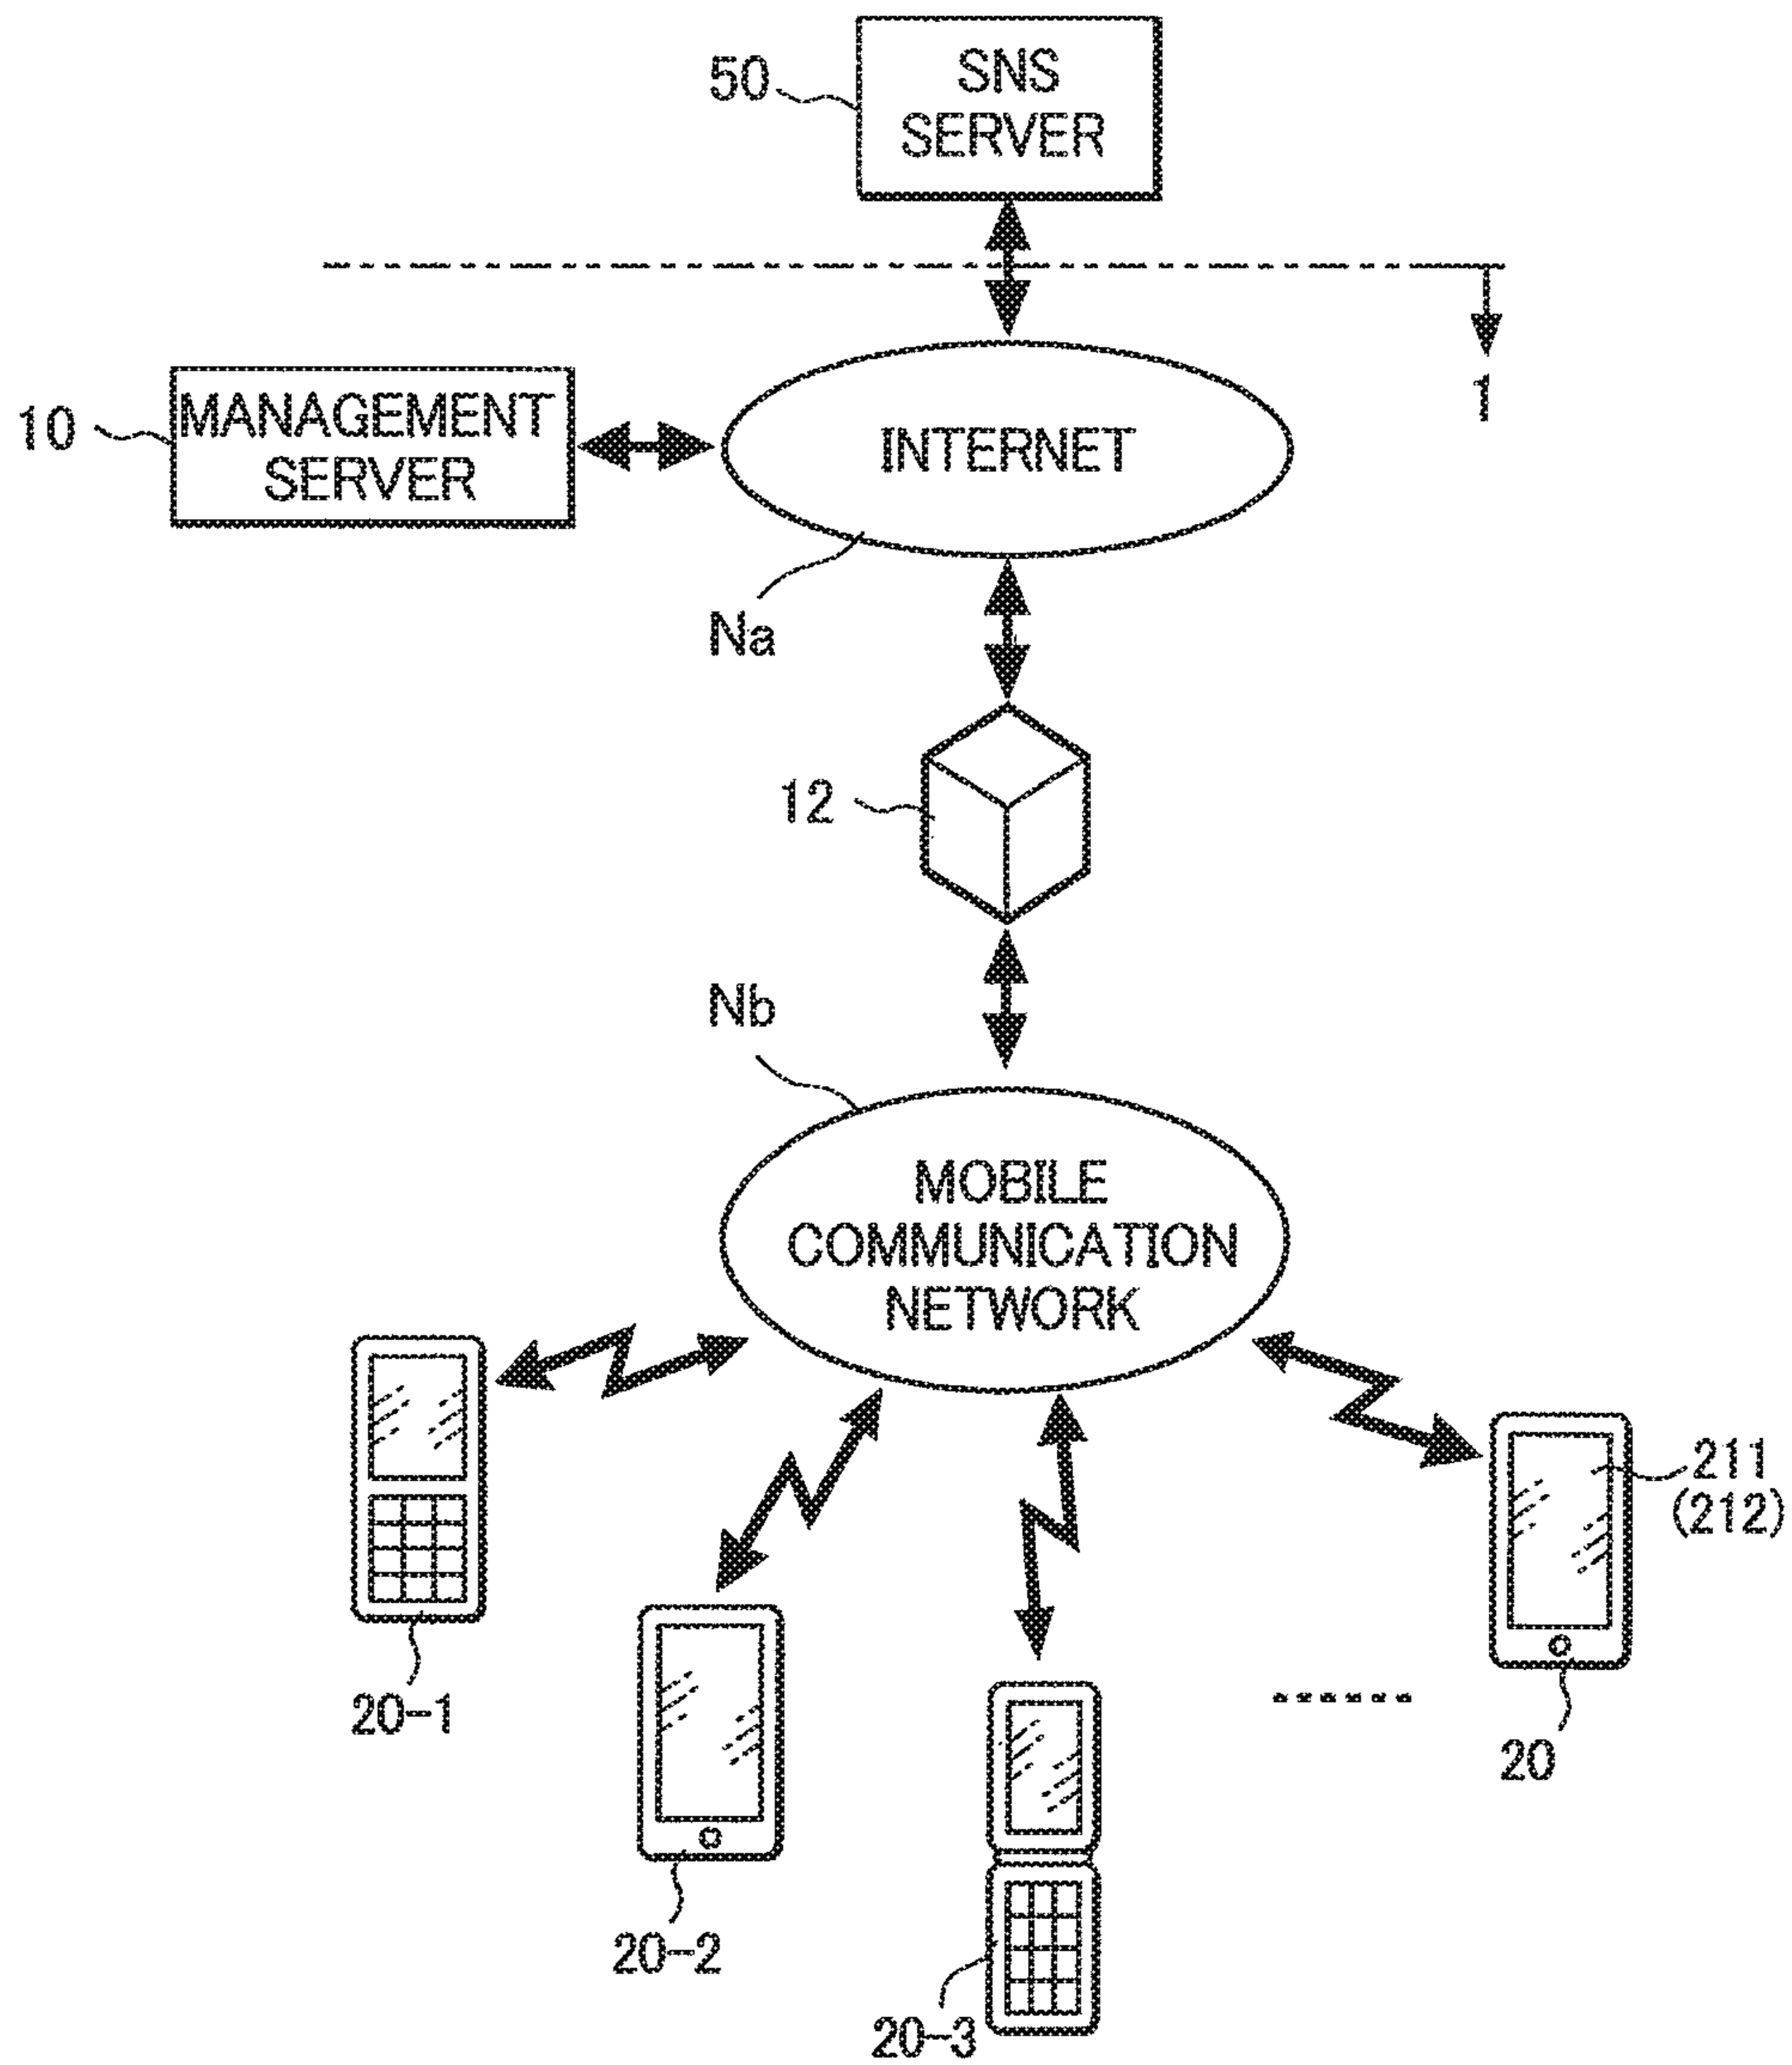 50
SNS
SERVER
1
10
MANAGEMENT
SERVER
INTERNET
Na
12
Nb
MOBILE
COMMUNICATION
NETWORK
211
(212)
20-1
20
20-2
20-3